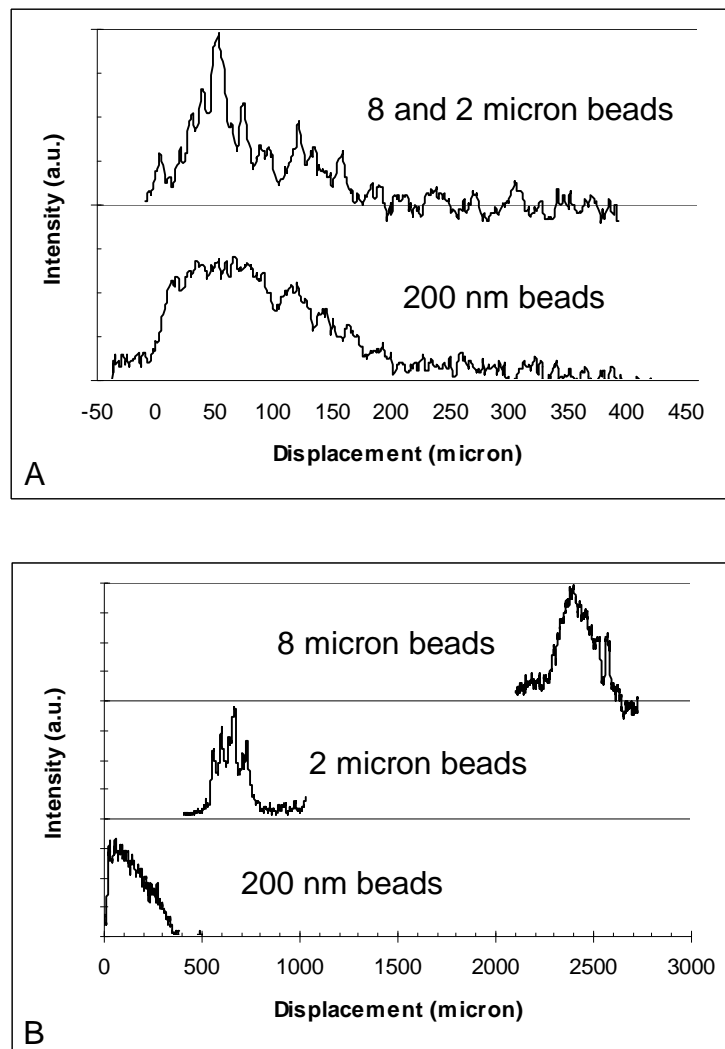 8 and 2 micron beads
Intensity (a.u.)
200 nm beads
-50 0 50 100 150 200 250 300 350 400 450
Displacement (micron)
A
8 micron beads
2 micron beads
Intensity (a.u.)
200 nm beads
0 500 1000 1500 2000 2500 3000
Displacement (micron)
B